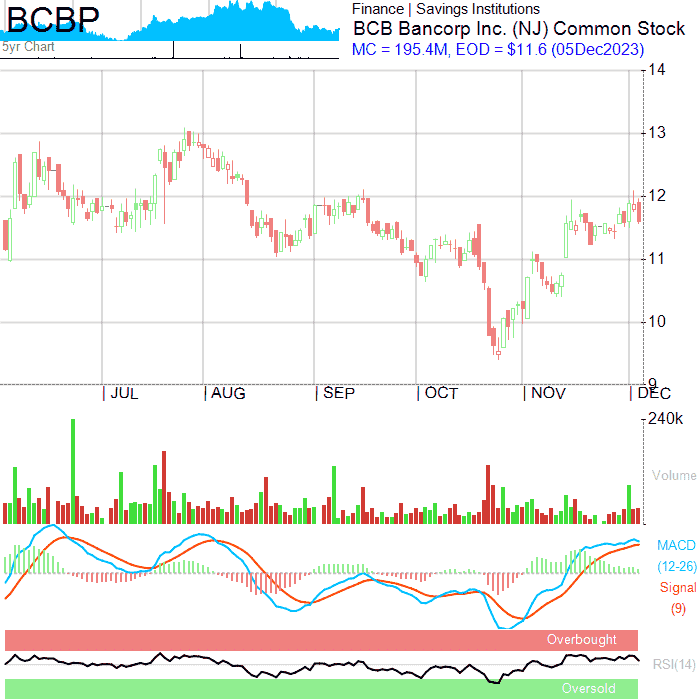 BCBP
5yr Chart
Finance | Savings Institutions
BCB Bancorp Inc. (NJ) Common Stock
MC = 195.4M, EOD = $11.6 (05Dec2023)
14
13
12
11
10
9
JUL AUG SEP OCT NOV DEC
240k
Volume
MACD
(12-26)
Signal
(9)
Overbought
RSI(14)
Oversold